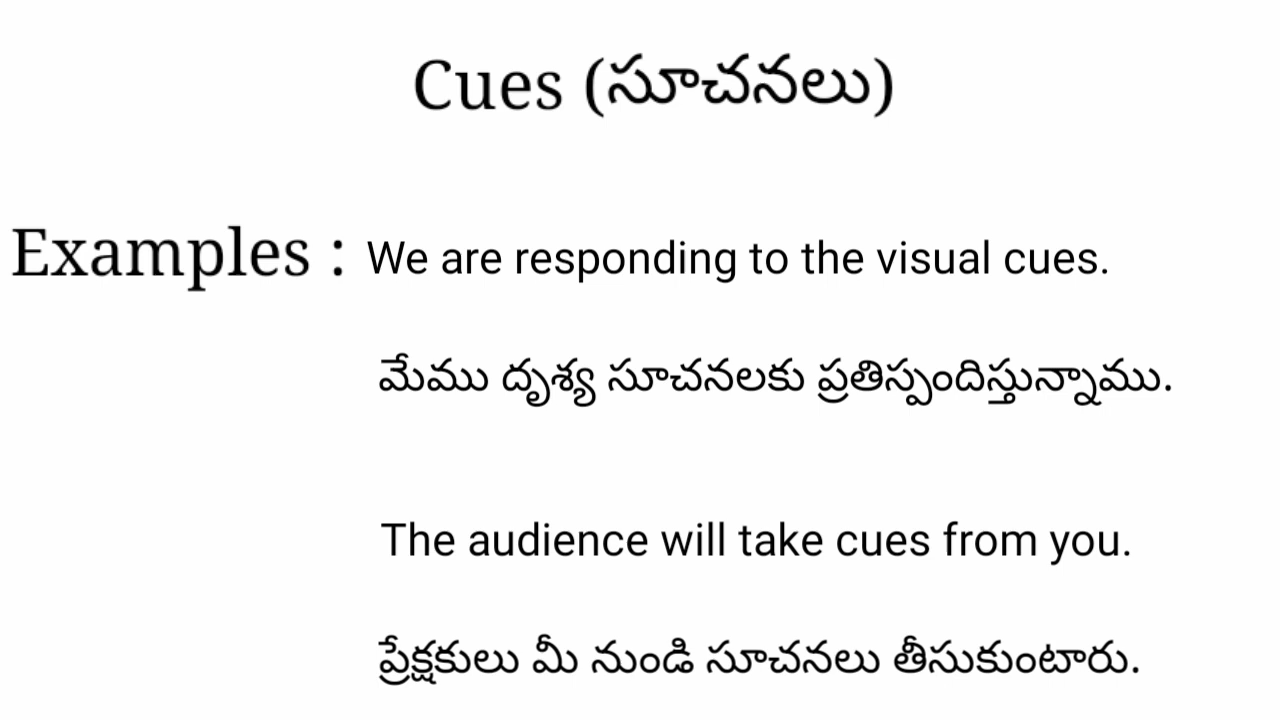 Cues (సూచనలు)
Examples : We are responding to the visual cues.
మేము దృశ్య సూచనలకు ప్రతిస్పందిస్తున్నాము.
The audience will take cues from you.
ప్రేక్షకులు మీ నుండి సూచనలు తీసుకుంటారు.